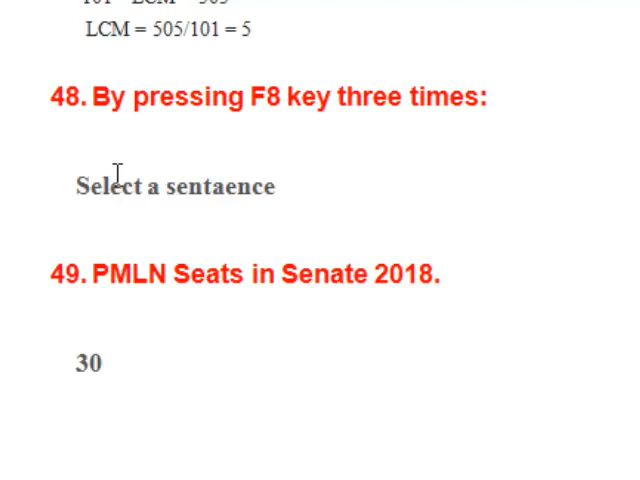 LCM = 505/101 = 5
48. By pressing F8 key three times:
Select a sentaence
49. PMLN Seats in Senate 2018.
30